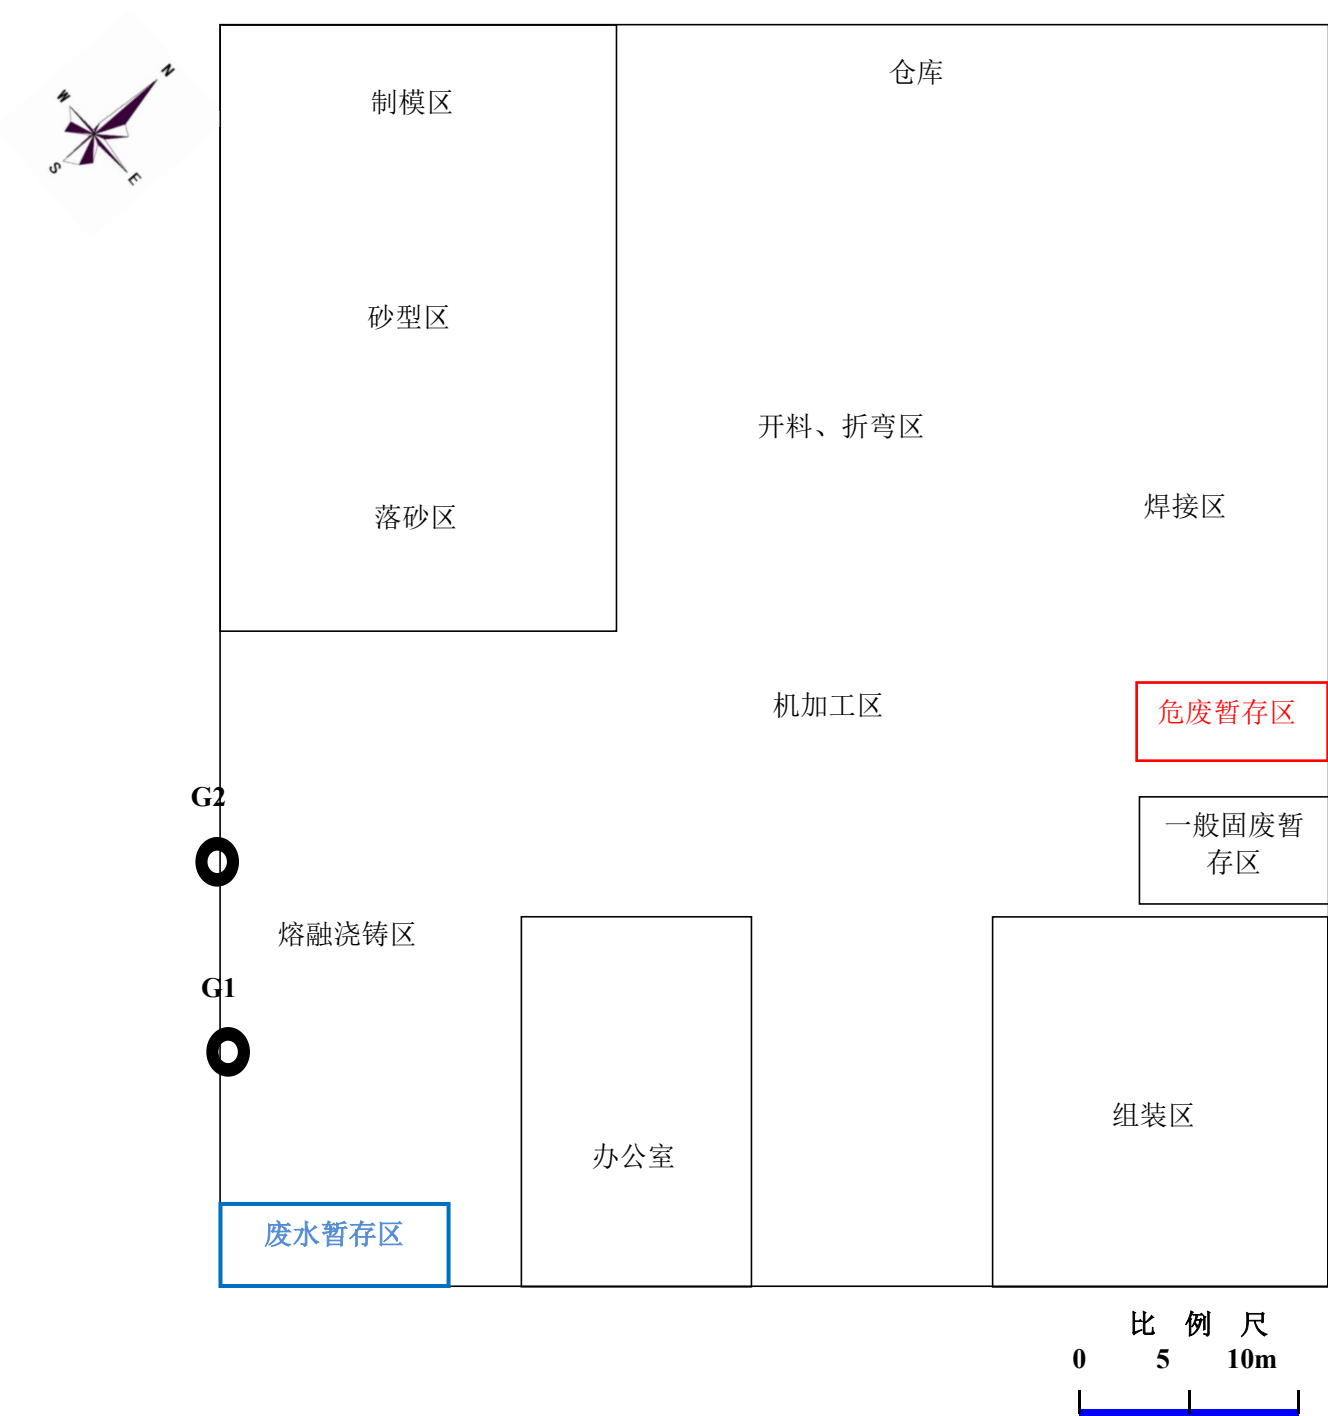 N
W
S
E
制模区
仓库
砂型区
开料、折弯区
焊接区
落砂区
机加工区
危废暂存区
G2
一般固废暂
存区
熔融浇铸区
G1
组装区
办公室
废水暂存区
比 例 尺
0 5 10m